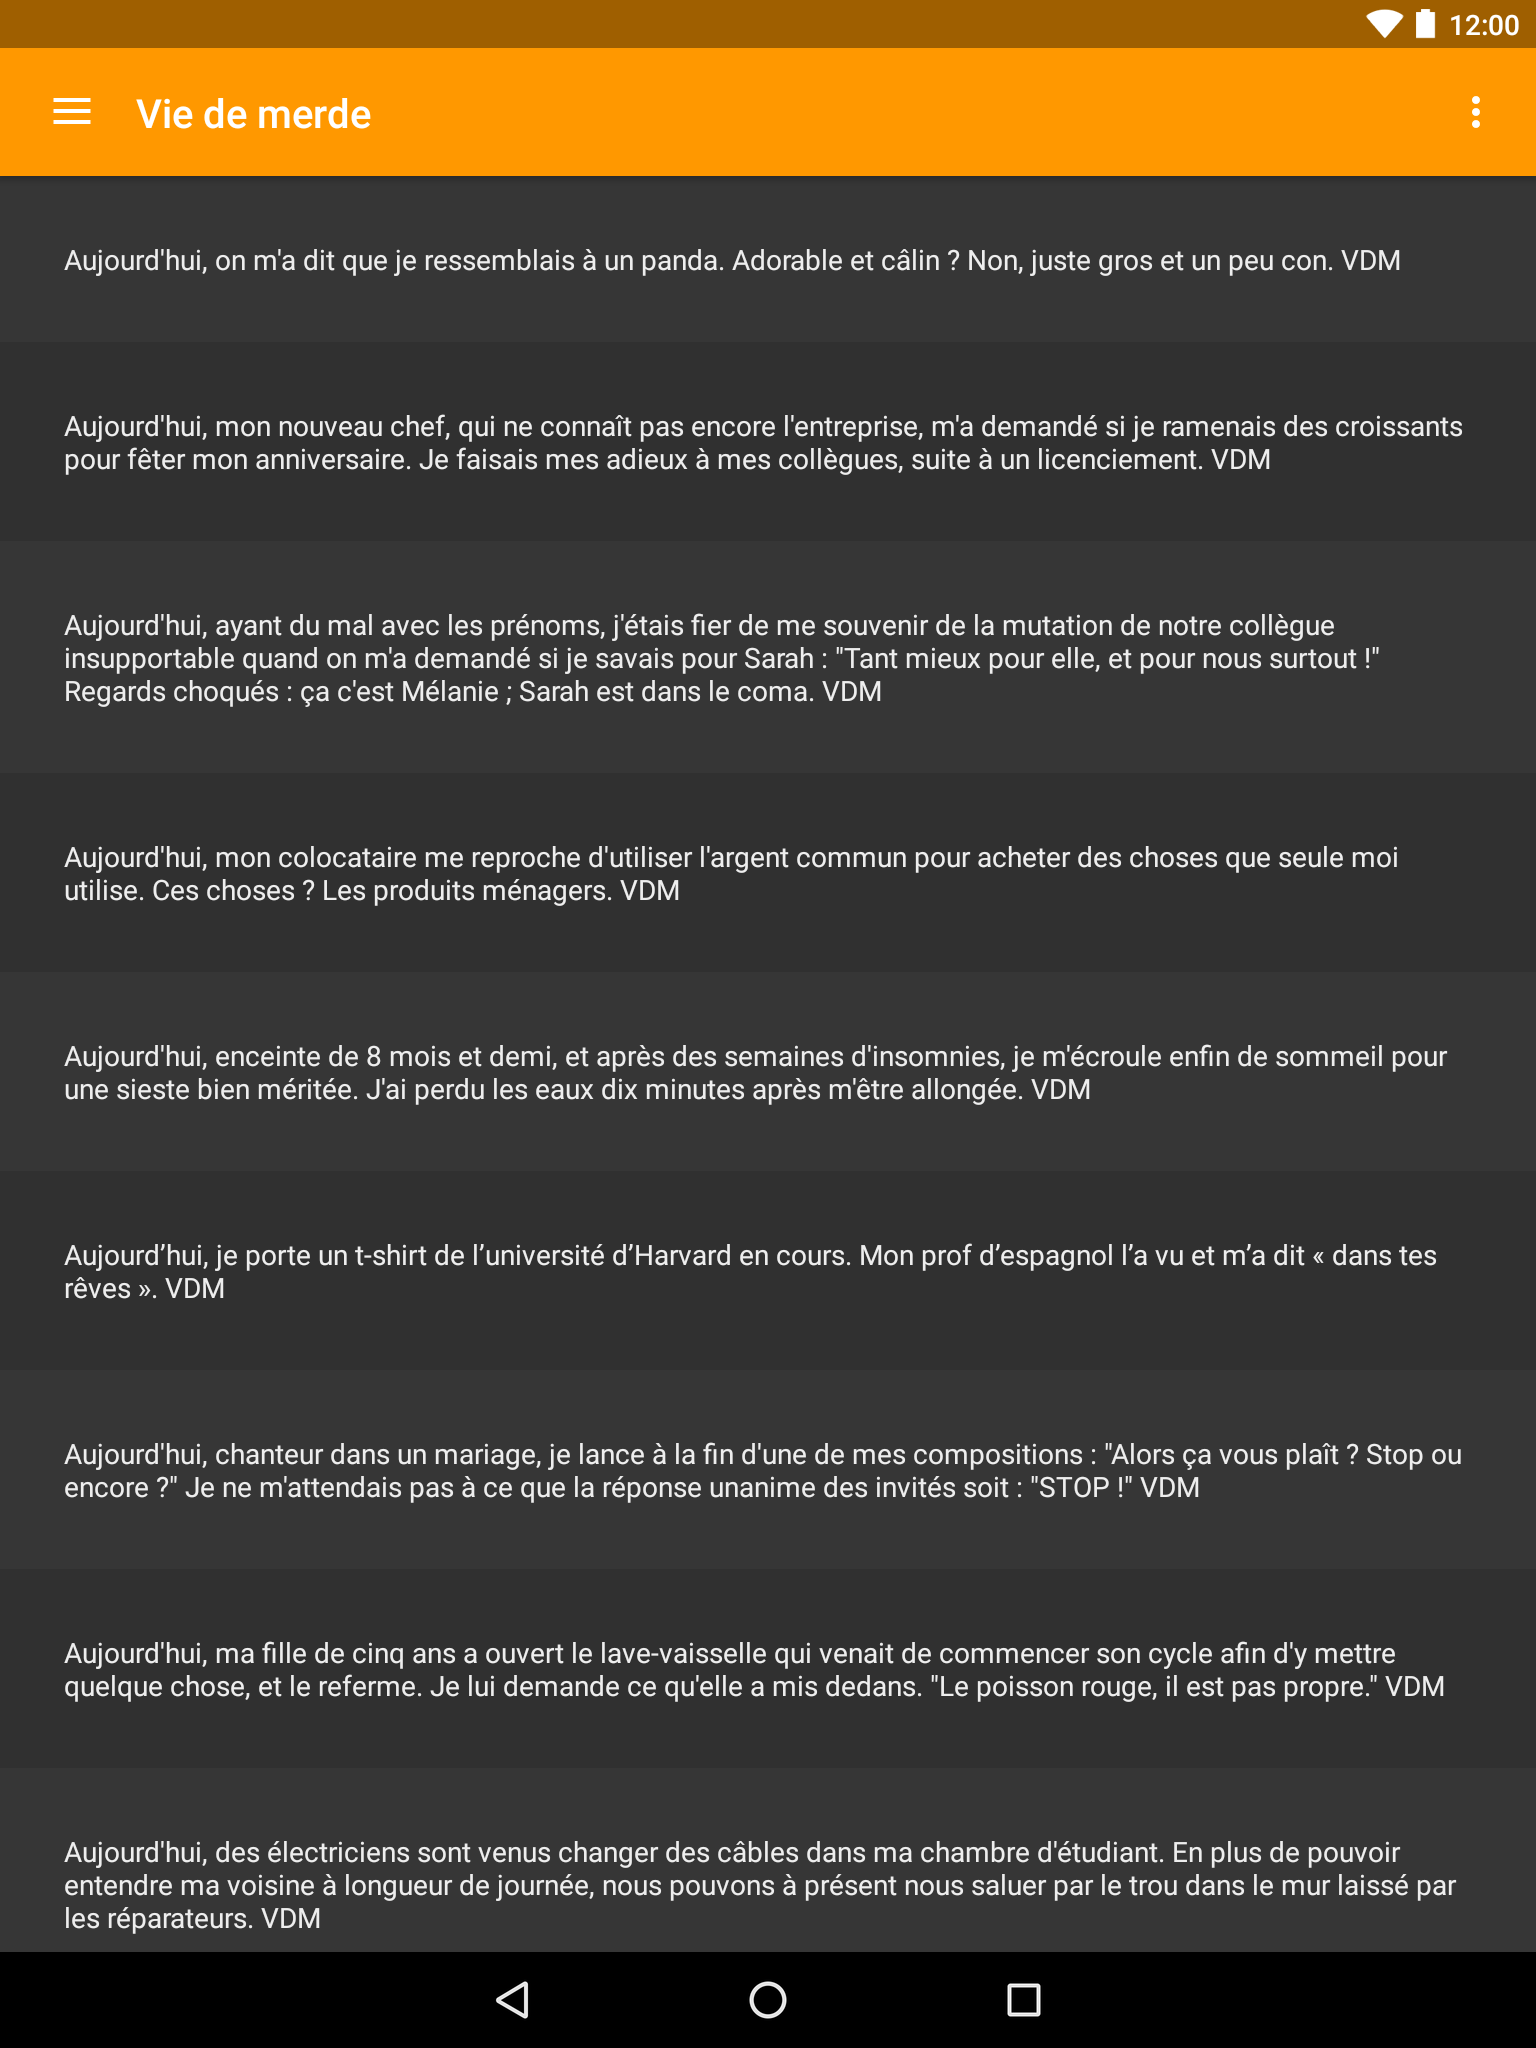 12:00
Vie de merde
Aujourd'hui, on m'a dit que je ressemblais à un panda. Adorable et câlin ? Non, juste gros et un peu con. VDM
Aujourd'hui, mon nouveau chef, qui ne connaît pas encore l'entreprise, m'a demandé si je ramenais des croissants
pour fêter mon anniversaire. Je faisais mes adieux à mes collègues, suite à un licenciement. VDM
Aujourd'hui, ayant du mal avec les prénoms, j'étais fier de me souvenir de la mutation de notre collègue
insupportable quand on m'a demandé si je savais pour Sarah : "Tant mieux pour elle, et pour nous surtout !"
Regards choqués : ça c'est Mélanie ; Sarah est dans le coma. VDM
Aujourd'hui, mon colocataire me reproche d'utiliser l'argent commun pour acheter des choses que seule moi
utilise. Ces choses ? Les produits ménagers. VDM
Aujourd'hui, enceinte de 8 mois et demi, et après des semaines d'insomnies, je m'écroule enfin de sommeil pour
une sieste bien méritée. J'ai perdu les eaux dix minutes après m'être allongée. VDM
Aujourd’hui, je porte un t-shirt de l’université d’Harvard en cours. Mon prof d’espagnol l’a vu et m’a dit « dans tes
rêves ». VDM
Aujourd'hui, chanteur dans un mariage, je lance à la fin d'une de mes compositions : "Alors ça vous plaît ? Stop ou
encore ?" Je ne m'attendais pas à ce que la réponse unanime des invités soit : "STOP !" VDM
Aujourd'hui, ma fille de cinq ans a ouvert le lave-vaisselle qui venait de commencer son cycle afin d'y mettre
quelque chose, et le referme. Je lui demande ce qu'elle a mis dedans. "Le poisson rouge, il est pas propre." VDM
Aujourd'hui, des électriciens sont venus changer des câbles dans ma chambre d'étudiant. En plus de pouvoir
entendre ma voisine à longueur de journée, nous pouvons à présent nous saluer par le trou dans le mur laissé par
les réparateurs. VDM